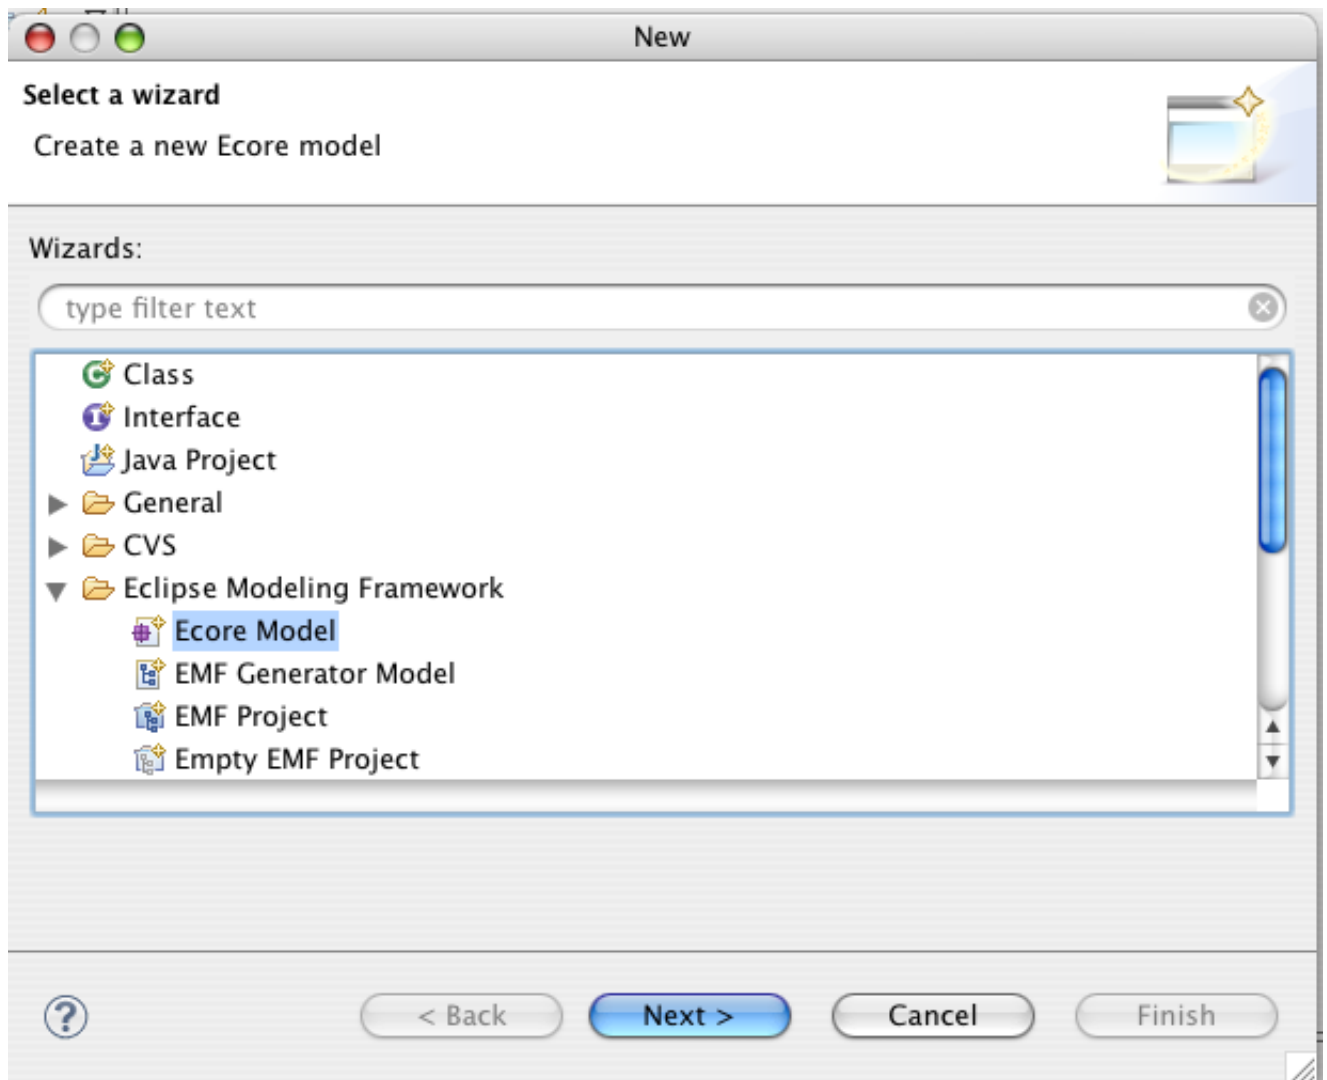 New
Select a wizard
Create a new Ecore model
Wizards:
type filter text
Class
Interface
Java Project
General
CVS
Eclipse Modeling Framework
Ecore Model
EMF Generator Model
EMF Project
Empty EMF Project
< Back Next > Cancel Finish